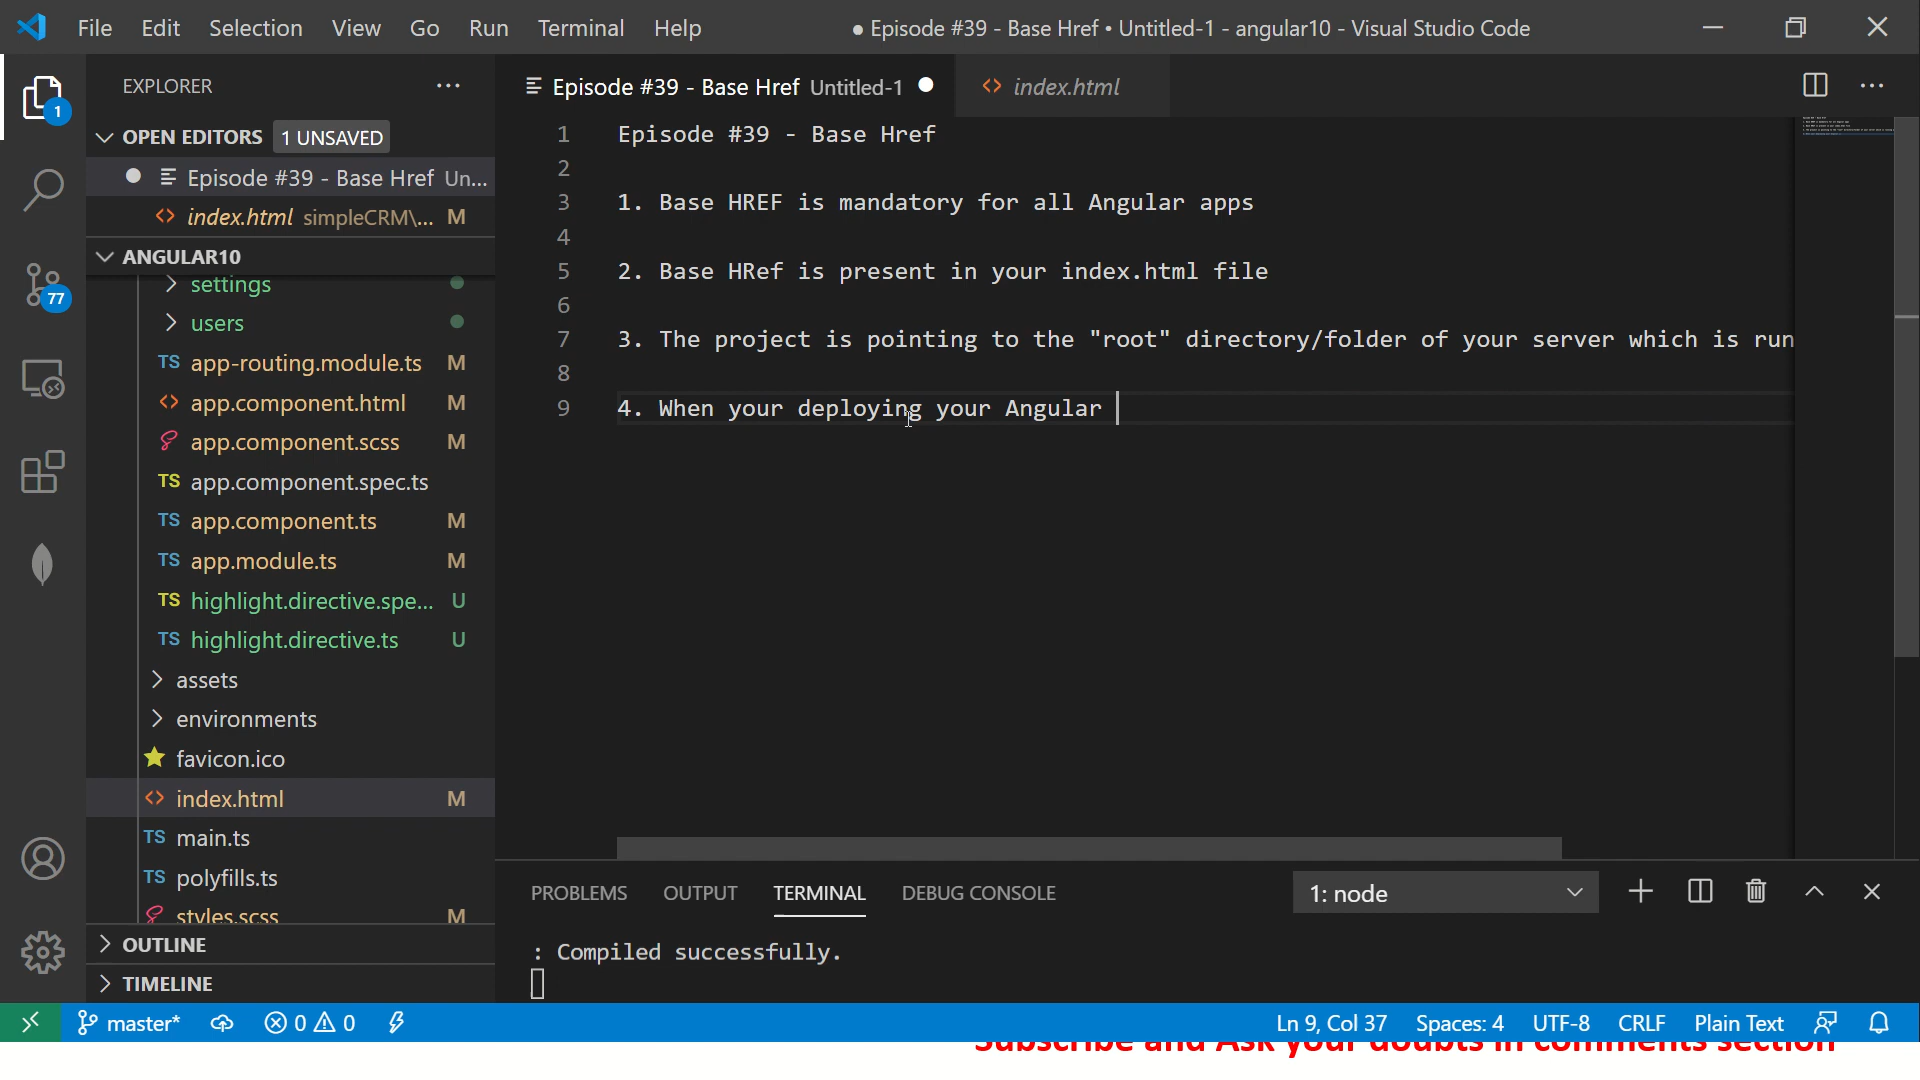 File Edit Selection View Go Run Terminal Help
● Episode #39 - Base Href • Untitled-1 - angular10 - Visual Studio Code
EXPLORER
1
OPEN EDITORS 1 UNSAVED
Episode #39 - Base Href Un...
index.html simpleCRM\... M
ANGULAR10
settings
77
users
TS app-routing.module.ts M
app.component.html M
app.component.scss M
TS app.component.spec.ts
TS app.component.ts M
TS app.module.ts M
TS highlight.directive.spe... U
TS highlight.directive.ts U
assets
environments
favicon.ico
index.html M
TS main.ts
TS polyfills.ts
styles.scss M
OUTLINE
TIMELINE
Episode #39 - Base Href Untitled-1
index.html
1 Episode #39 - Base Href
2
3 1. Base HREF is mandatory for all Angular apps
4
5 2. Base HRef is present in your index.html file
6
7 3. The project is pointing to the "root" directory/folder of your server which is run
8
9 4. When your deploying your Angular
PROBLEMS OUTPUT TERMINAL DEBUG CONSOLE
1: node
: Compiled successfully.
master* 0 0
Ln 9, Col 37 Spaces: 4 UTF-8 CRLF Plain Text
Subscribe and Ask your doubts in comments section